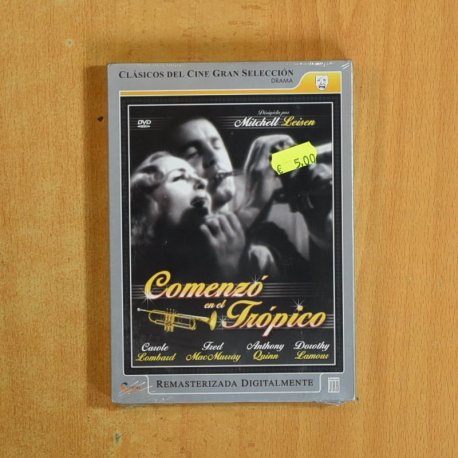 CLÁSICOS DEL CINE GRAN SELECCIÓN
DRAMA
DVD
Dirigido por
Mitchell Leisen
€ 5,00
Comenzó
en el
Trópico
Carole Lombard
Fred MacMurray
Anthony Quinn
Dorothy Lamour
REMASTERIZADA DIGITALMENTE